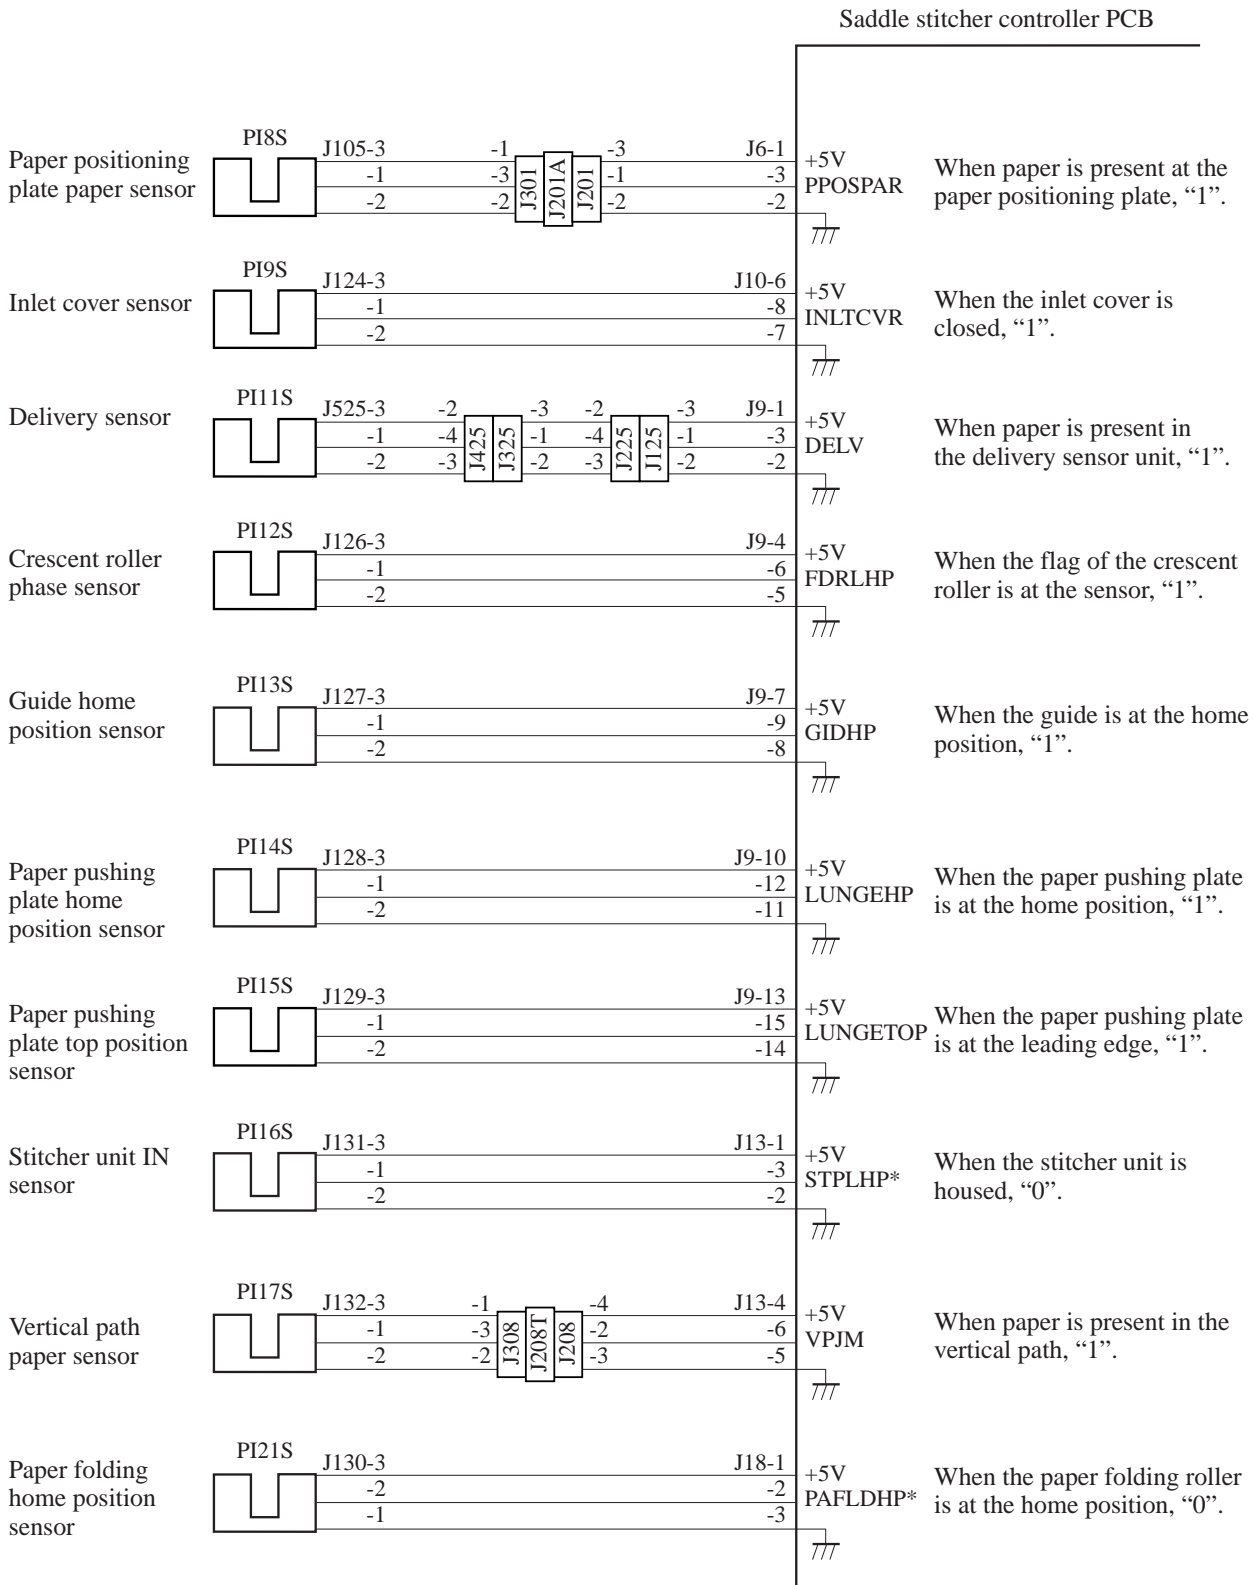 Saddle stitcher controller PCB
Paper positioning
plate paper sensor
PI8S
J105-3
-1
-2
-1
-3
-2
J301
J201A
J201
-3
-1
-2
J6-1
-3
-2
+5V
PPOSPAR
When paper is present at the
paper positioning plate, “1”.
Inlet cover sensor
PI9S
J124-3
-1
-2
J10-6
-8
-7
+5V
INLTCVR
When the inlet cover is
closed, “1”.
Delivery sensor
PI11S
J525-3
-1
-2
-2
-4
-3
J425
J325
-3
-1
-2
-2
-4
-3
J225
J125
-3
-1
-2
J9-1
-3
-2
+5V
DELV
When paper is present in
the delivery sensor unit, “1”.
Crescent roller
phase sensor
PI12S
J126-3
-1
-2
J9-4
-6
-5
+5V
FDRLHP
When the flag of the crescent
roller is at the sensor, “1”.
Guide home
position sensor
PI13S
J127-3
-1
-2
J9-7
-9
-8
+5V
GIDHP
When the guide is at the home
position, “1”.
Paper pushing
plate home
position sensor
PI14S
J128-3
-1
-2
J9-10
-12
-11
+5V
LUNGEHP
When the paper pushing plate
is at the home position, “1”.
Paper pushing
plate top position
sensor
PI15S
J129-3
-1
-2
J9-13
-15
-14
+5V
LUNGETOP
When the paper pushing plate
is at the leading edge, “1”.
Stitcher unit IN
sensor
PI16S
J131-3
-1
-2
J13-1
-3
-2
+5V
STPLHP*
When the stitcher unit is
housed, “0”.
Vertical path
paper sensor
PI17S
J132-3
-1
-2
-1
-3
-2
J308
J208T
J208
-4
-2
-3
J13-4
-6
-5
+5V
VPJM
When paper is present in the
vertical path, “1”.
Paper folding
home position
sensor
PI21S
J130-3
-2
-1
J18-1
-2
-3
+5V
PAFLDHP*
When the paper folding roller
is at the home position, “0”.